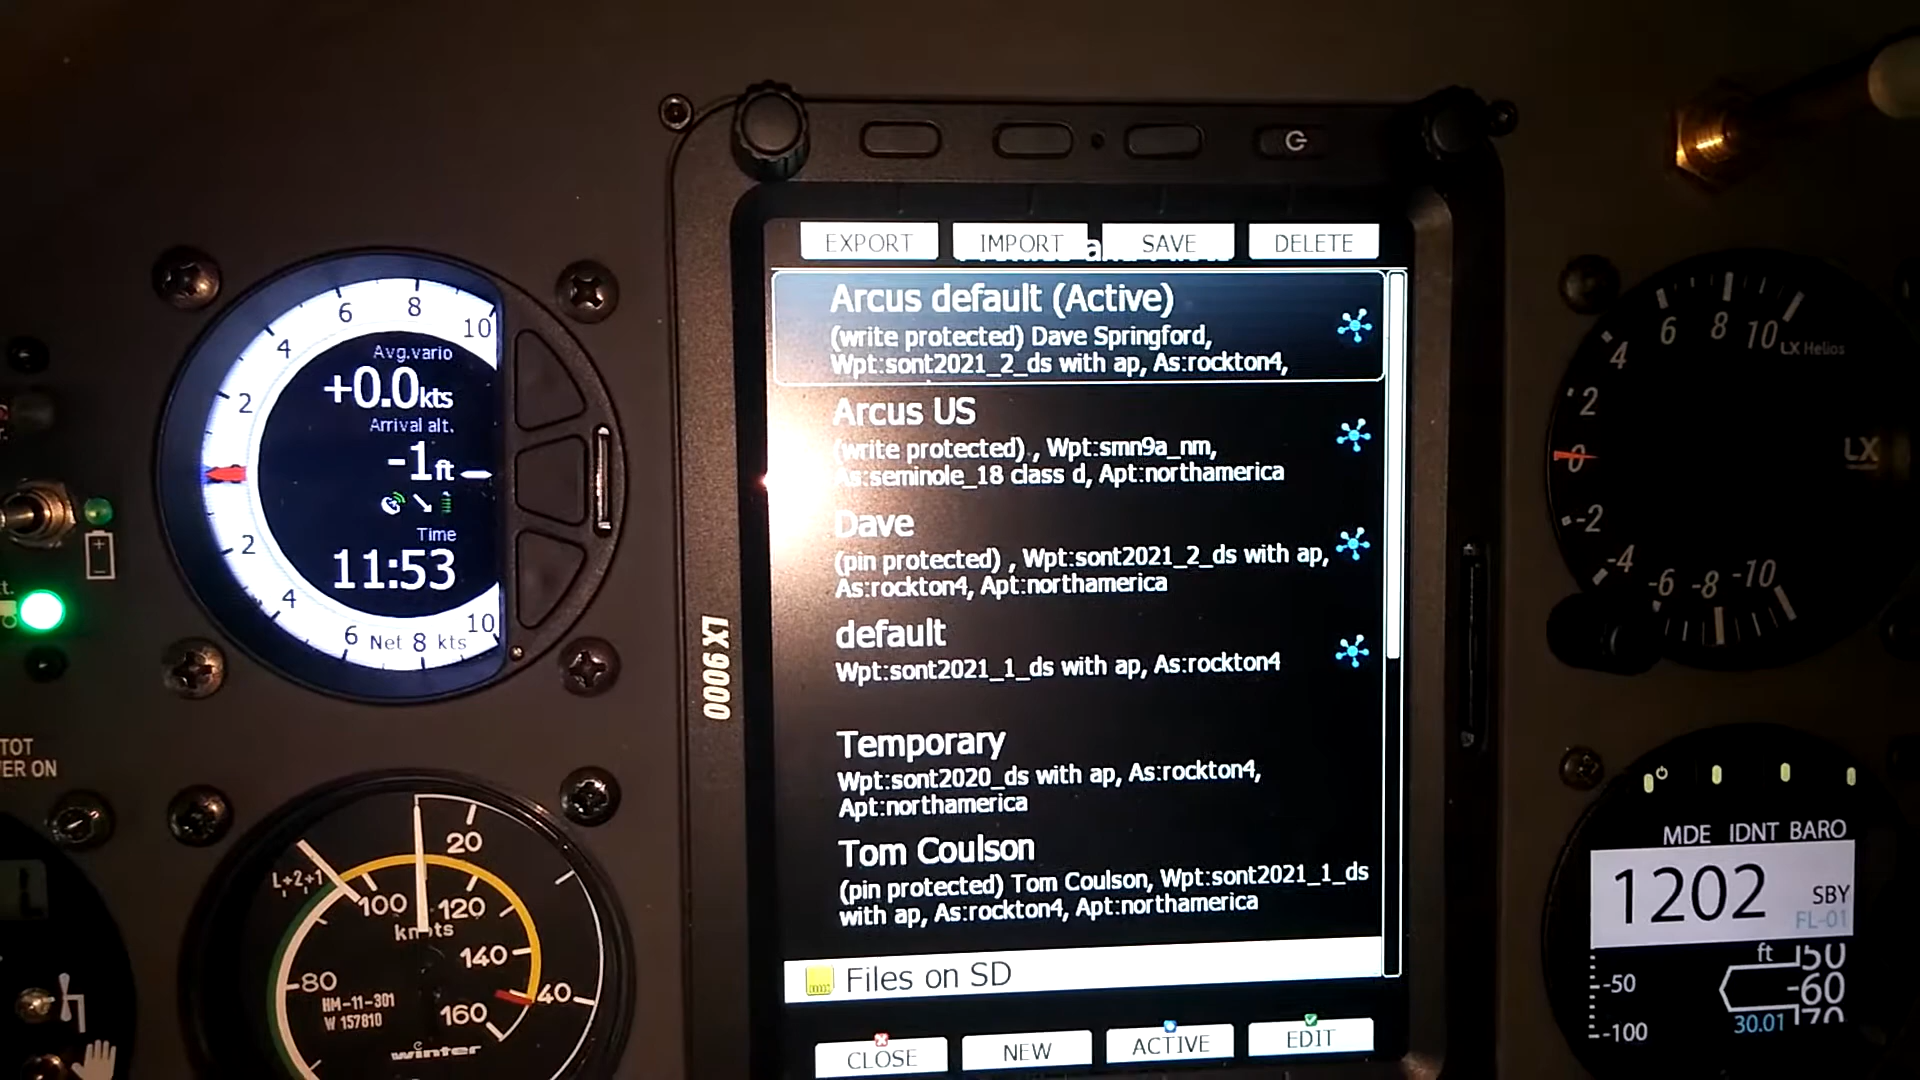 EXPORT
IMPORT
SAVE
DELETE
Arcus default (Active)
(write protected) Dave Springford,
Wpt:sont2021_2_ds with ap, As:rockton4,
Arcus US
(write protected) , Wpt:smn9a_nm,
As:seminole_18 class d, Apt:northamerica
Dave
(pin protected) , Wpt:sont2021_2_ds with ap,
As:rockton4, Apt:northamerica
default
Wpt:sont2021_1_ds with ap, As:rockton4
Temporary
Wpt:sont2020_ds with ap, As:rockton4,
Apt:northamerica
Tom Coulson
(pin protected) Tom Coulson, Wpt:sont2021_1_ds
with ap, As:rockton4, Apt:northamerica
Files on SD
CLOSE
NEW
ACTIVE
EDIT
LX 9000
6 8 10
4
2
Avg.vario
+0.0kts
Arrival alt.
-1ft
Time
11:53
2
4
6 Net 8 kts 10
TOT
ER ON
20
L,+2,+1
100 120
knots
140
80
40
160
HM-11-301
W 157810
winter
6 8 10
LX Helios
4
2
0
LX
-2
-4
-6 -8 -10
MDE IDNT BARO
1202
SBY
FL-01
ft
150
-50
-60
-100
30.01